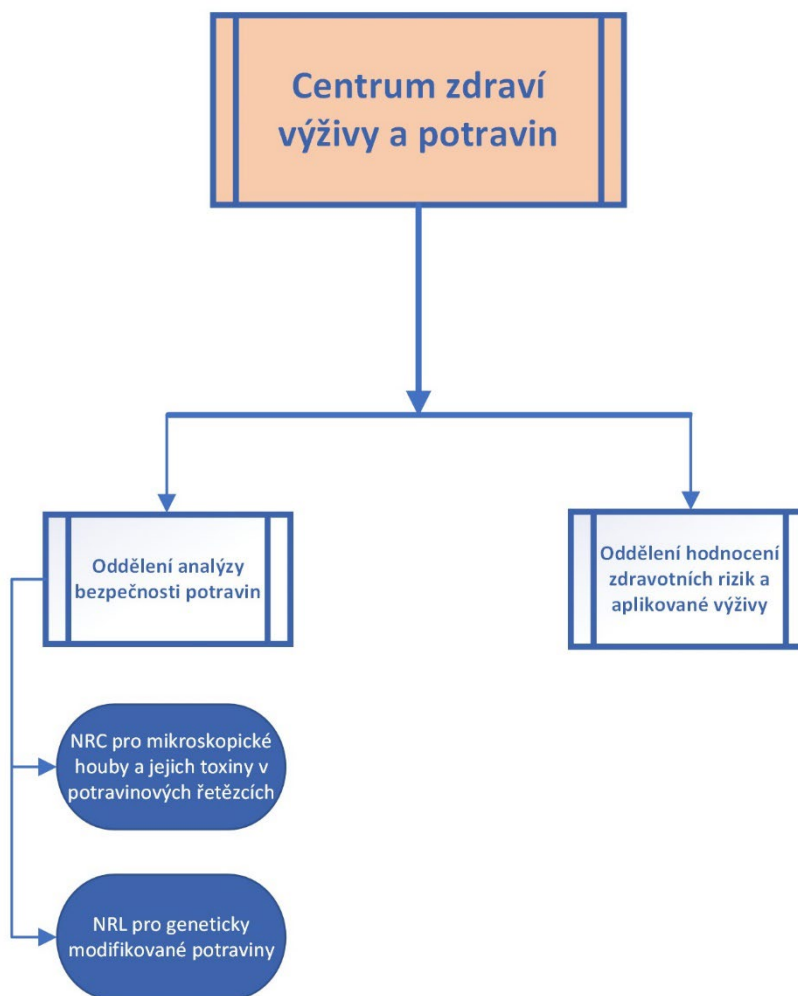 Centrum zdraví
výživy a potravin
Oddělení analýzy
bezpečnosti potravin
Oddělení hodnocení
zdravotních rizik a
aplikované výživy
NRC pro mikroskopické
houby a jejich toxiny v
potravinových řetězcích
NRL pro geneticky
modifikované potraviny